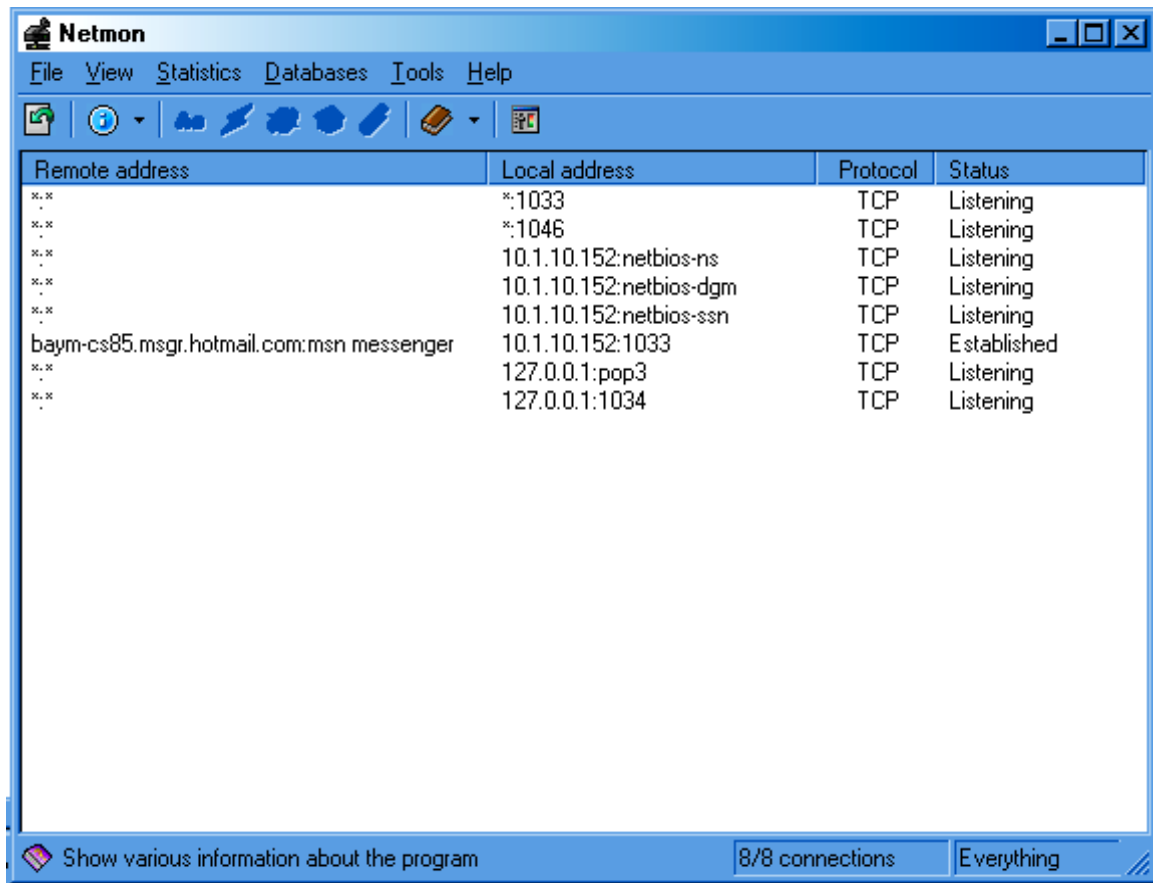 Netmon
File View Statistics Databases Tools Help
Remote address Local address Protocol Status
*:* *:1033 TCP Listening
*:* *:1046 TCP Listening
*:* 10.1.10.152:netbios-ns TCP Listening
*:* 10.1.10.152:netbios-dgm TCP Listening
*:* 10.1.10.152:netbios-ssn TCP Listening
baym-cs85.msgr.hotmail.com:msn messenger 10.1.10.152:1033 TCP Established
*:* 127.0.0.1:pop3 TCP Listening
*:* 127.0.0.1:1034 TCP Listening
Show various information about the program 8/8 connections Everything